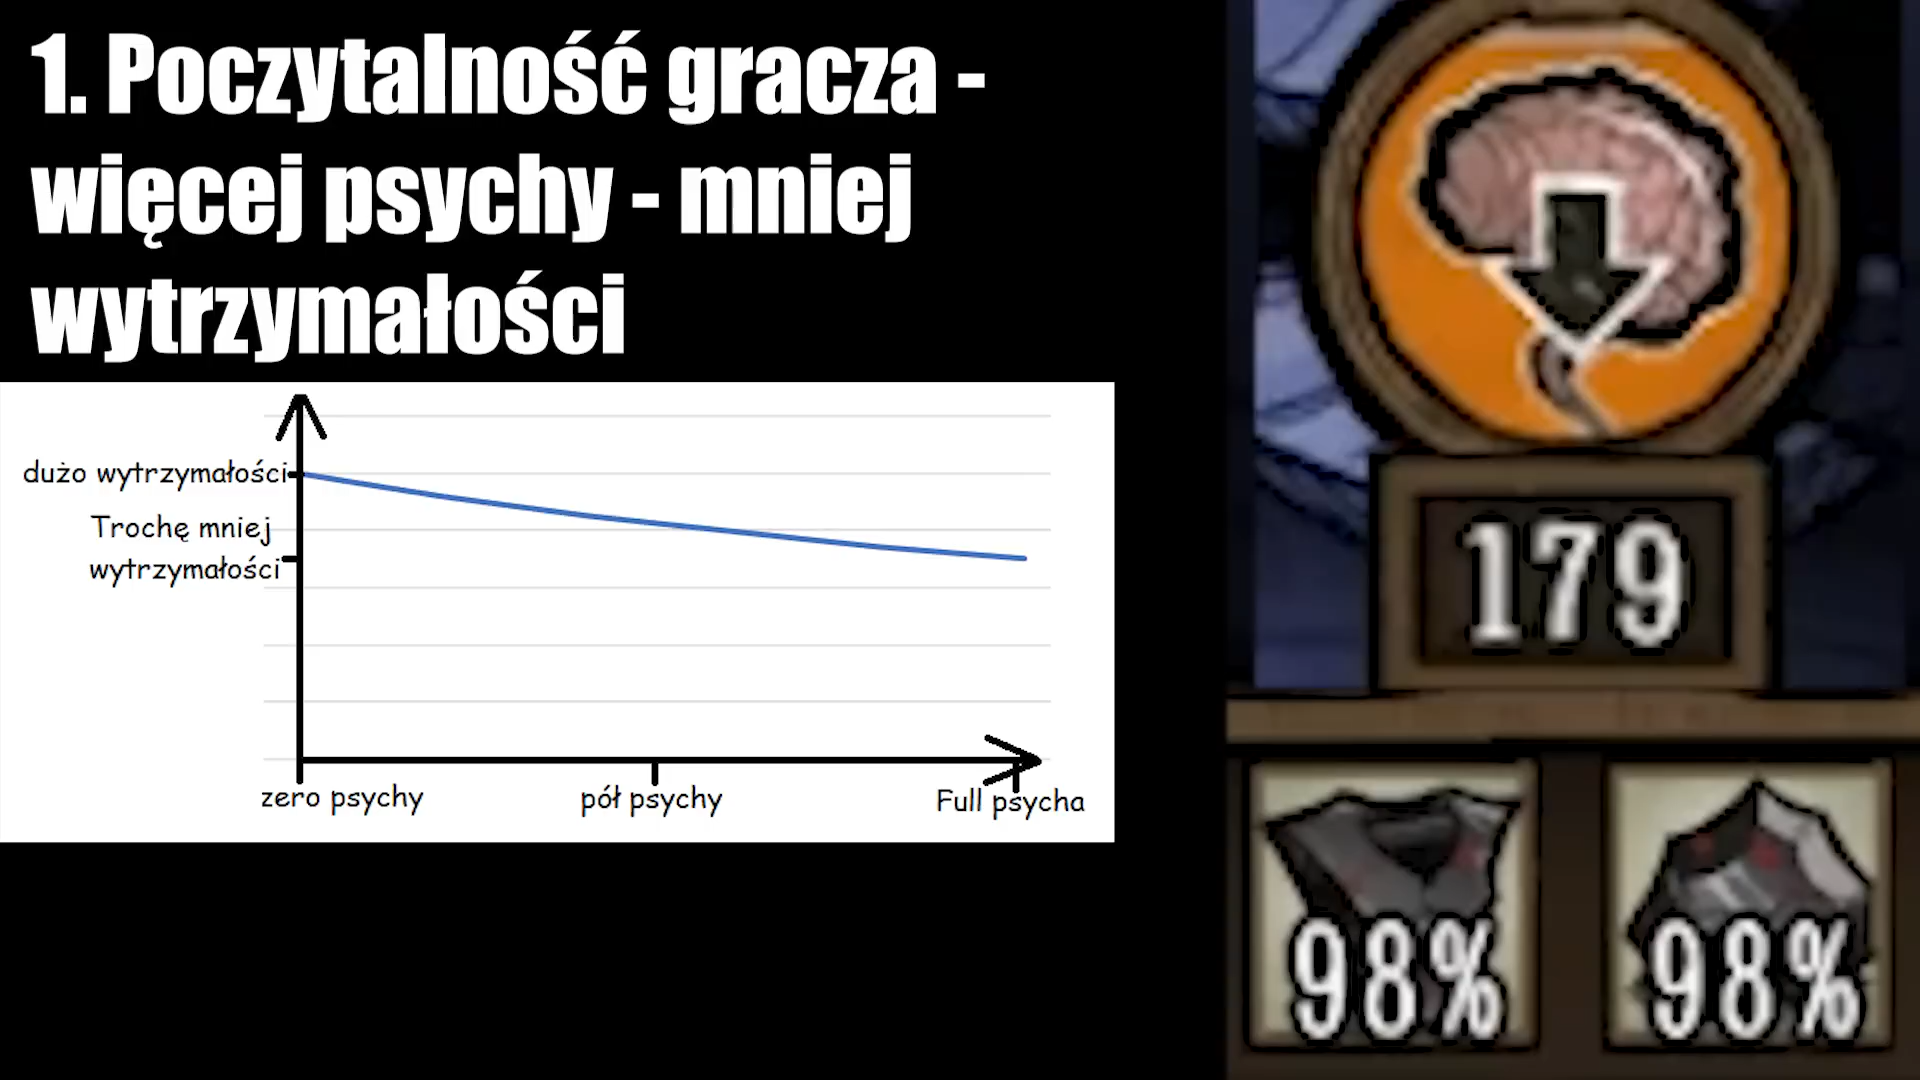 1. Poczytalność gracza -
więcej psychy - mniej
wytrzymałości
dużo wytrzymałości
Trochę mniej
wytrzymałości
zero psychy
pół psychy
Full psycha
179
98%
98%